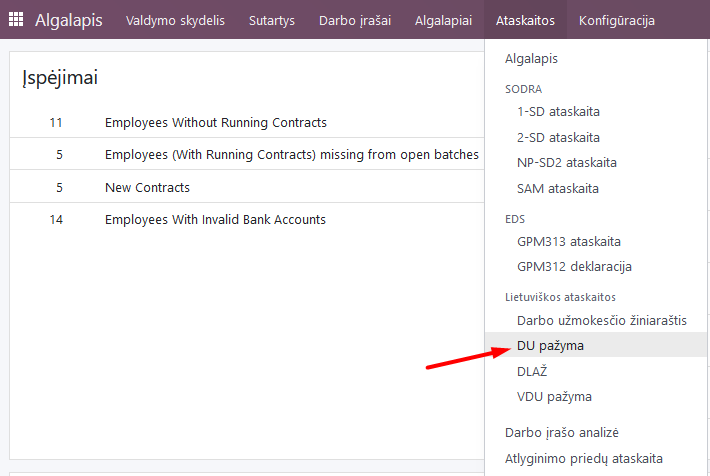 Algalapis Valdymo skydelis Sutartys Darbo įrašai Algalapiai Ataskaitos Konfigūracija
Įspėjimai
11 Employees Without Running Contracts
5 Employees (With Running Contracts) missing from open batches
5 New Contracts
14 Employees With Invalid Bank Accounts
Algalapis
SODRA
1-SD ataskaita
2-SD ataskaita
NP-SD2 ataskaita
SAM ataskaita
EDS
GPM313 ataskaita
GPM312 deklaracija
Lietuviškos ataskaitos
Darbo užmokesčio žiniaraštis
DU pažyma
DLAŽ
VDU pažyma
Darbo įrašo analizė
Atlyginimo priedų ataskaita